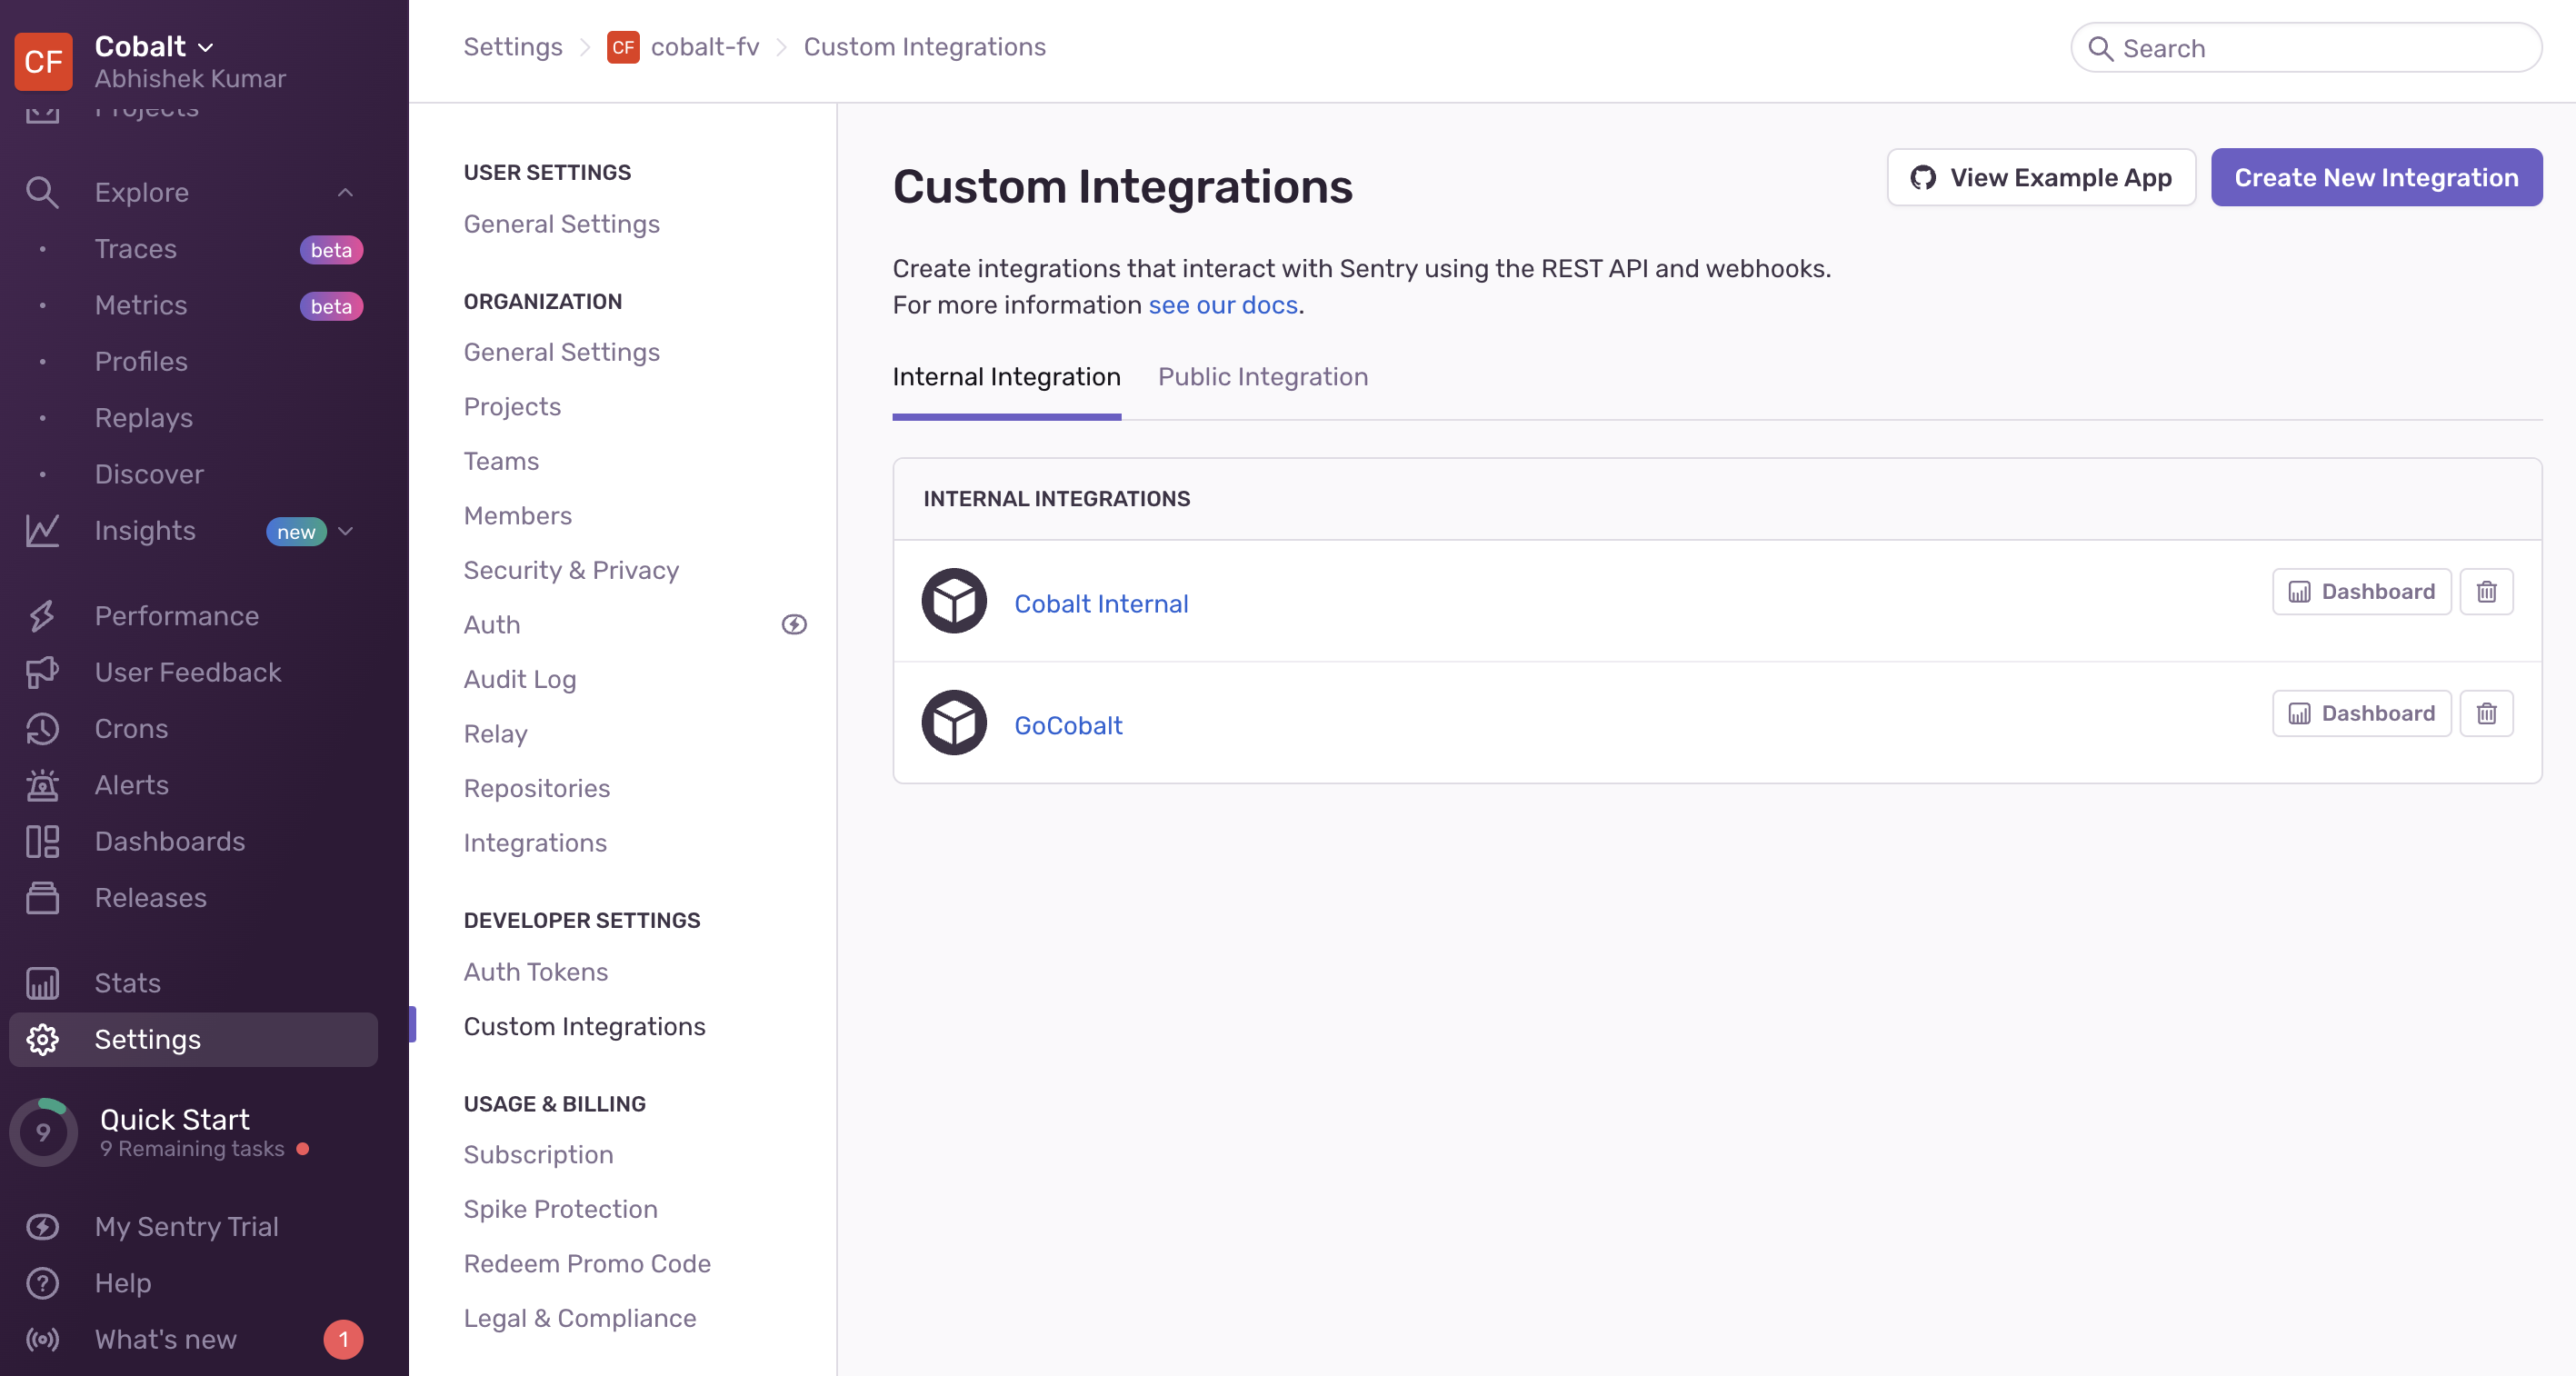 CF
Cobalt
Abhishek Kumar
Projects
Explore
Traces
beta
Metrics
beta
Profiles
Replays
Discover
Insights
new
Performance
User Feedback
Crons
Alerts
Dashboards
Releases
Stats
Settings
9
Quick Start
9 Remaining tasks
My Sentry Trial
Help
What's new
1
Settings
CF
cobalt-fv
Custom Integrations
Search
USER SETTINGS
General Settings
ORGANIZATION
General Settings
Projects
Teams
Members
Security & Privacy
Auth
Audit Log
Relay
Repositories
Integrations
DEVELOPER SETTINGS
Auth Tokens
Custom Integrations
USAGE & BILLING
Subscription
Spike Protection
Redeem Promo Code
Legal & Compliance
Custom Integrations
View Example App
Create New Integration
Create integrations that interact with Sentry using the REST API and webhooks.
For more information see our docs.
Internal Integration
Public Integration
INTERNAL INTEGRATIONS
Cobalt Internal
Dashboard
GoCobalt
Dashboard